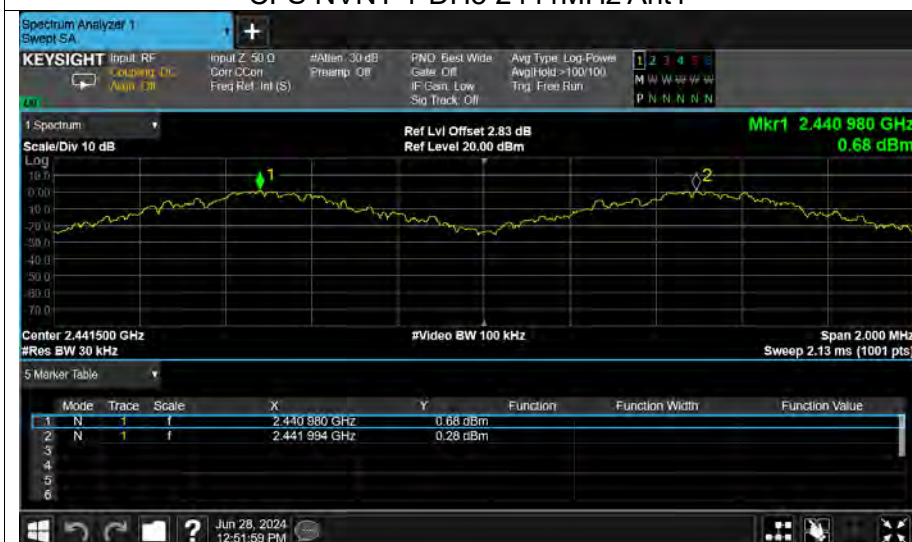 CFS NVNT 1-DH5 2441MHz Ant1
Spectrum Analyzer 1
Swept SA
+
KEYSIGHT Input: RF Input Z: 50 Ω #Atten: 30 dB PNO: Best Wide Avg Type: Log-Power 1 2 3 4 5 6
Coupling: DC Corr CCorr Preamp: Off Gate: Off Avg|Hold:>100/100 M W W W W W
Align: Off Freq Ref: Int (S) IF Gain: Low Trig: Free Run
Sig Track: Off P N N N N N
1 Spectrum
Scale/Div 10 dB
Ref Lvl Offset 2.83 dB
Ref Level 20.00 dBm
Mkr1 2.440 980 GHz
0.68 dBm
Log
10.0
0.00
-10.0
-20.0
-30.0
-40.0
-50.0
-60.0
-70.0
1
2
Center 2.441500 GHz #Video BW 100 kHz Span 2.000 MHz
#Res BW 30 kHz Sweep 2.13 ms (1001 pts)
5 Marker Table
Mode Trace Scale X Y Function Function Width Function Value
1 N 1 f 2.440 980 GHz 0.68 dBm
2 N 1 f 2.441 994 GHz 0.28 dBm
3
4
5
6
? Jun 28, 2024
12:51:59 PM